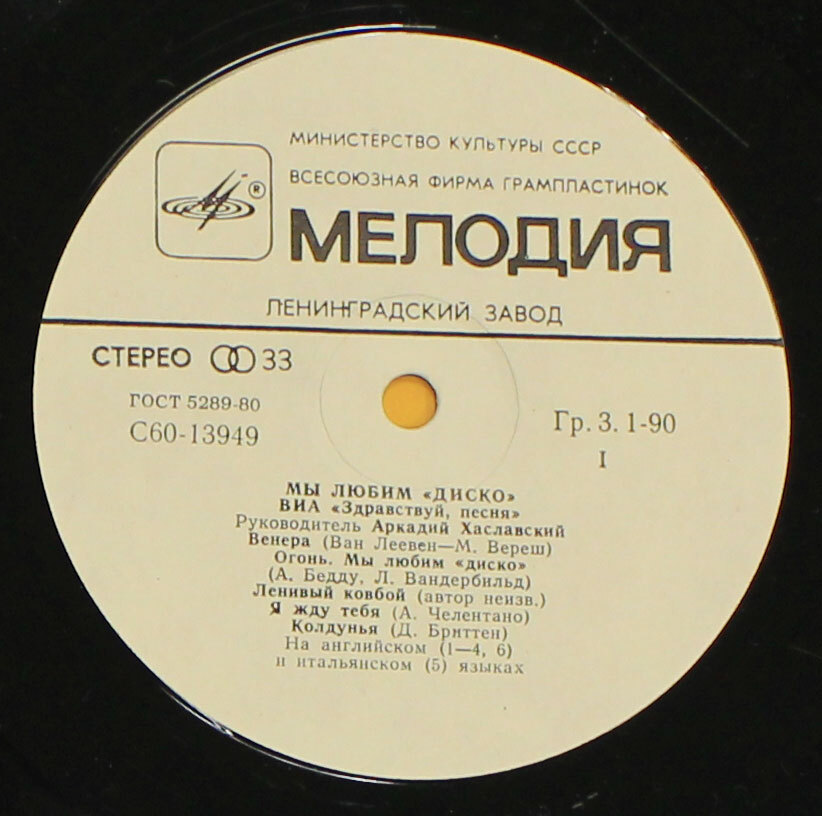 МИНИСТЕРСТВО КУЛЬТУРЫ СССР
ВСЕСОЮЗНАЯ ФИРМА ГРАМПЛАСТИНОК
®
МЕЛОДИЯ
ЛЕНИНГРАДСКИЙ ЗАВОД
СТЕРЕО 33
ГОСТ 5289-80
С60-13949
Гр. 3. 1-90
I
МЫ ЛЮБИМ «ДИСКО»
ВИА «Здравствуй, песня»
Руководитель Аркадий Хаславский
Венера (Ван Леевен—М. Вереш)
Огонь. Мы любим «диско»
(А. Бедду, Л. Вандербильд)
Ленивый ковбой (автор неизв.)
Я жду тебя (А. Челентано)
Колдунья (Д. Бриттен)
На английском (1—4, 6)
и итальянском (5) языках